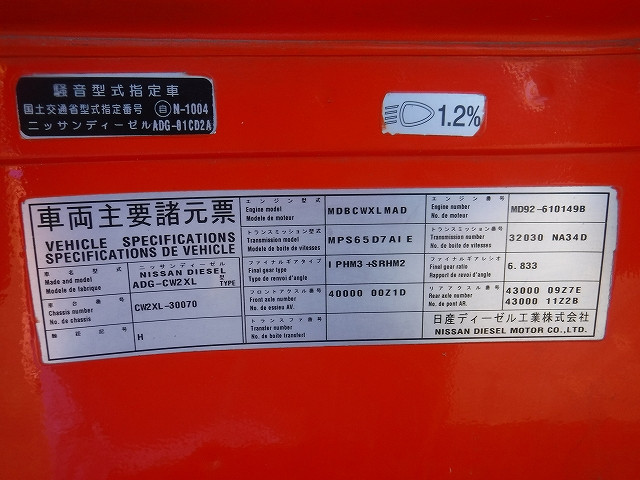 騒音型式指定車
国土交通省型式指定番号 自 N-1004
ニッサンディーゼル ADG-01CD2A
1.2%
車両主要諸元票
VEHICLE SPECIFICATIONS
SPECIFICATIONS DE VEHICLE
車名型式
Made and model
Modele de fabrique
ニッサンディーゼル
NISSAN DIESEL
ADG-CW2XL 型 TYPE
車台番号
Chassis number
No. de chassis
CW2XL-30070
H
エンジン型式
Engine model
Modele de moteur
MDBCWXLMAD
エンジン番号
Engine number
No. de moteur
MD92-610149B
トランスミッション型式
Transmission model
Modele de boite de vitesses
MPS65D7AIE
トランスミッション番号
Transmission number
No. de boite de vitesses
32030 NA34D
ファイナルギアタイプ
Final gear type
Type de renvoi d'angle
I PHM3 +SRHM2
ファイナルギアレシオ
Final gear ratio
Rapport de renvoi d'angle
6.833
フロントアクスル番号
Front axle number
No. de essieu AV.
40000 00Z1D
リアアクスル番号
Rear axle number
No. de pont AR.
43000 09Z7E
43000 11Z2B
トランスファ番号
Transfer number
No. de boite transfert
日産ディーゼル工業株式会社
NISSAN DIESEL MOTOR CO.,LTD.